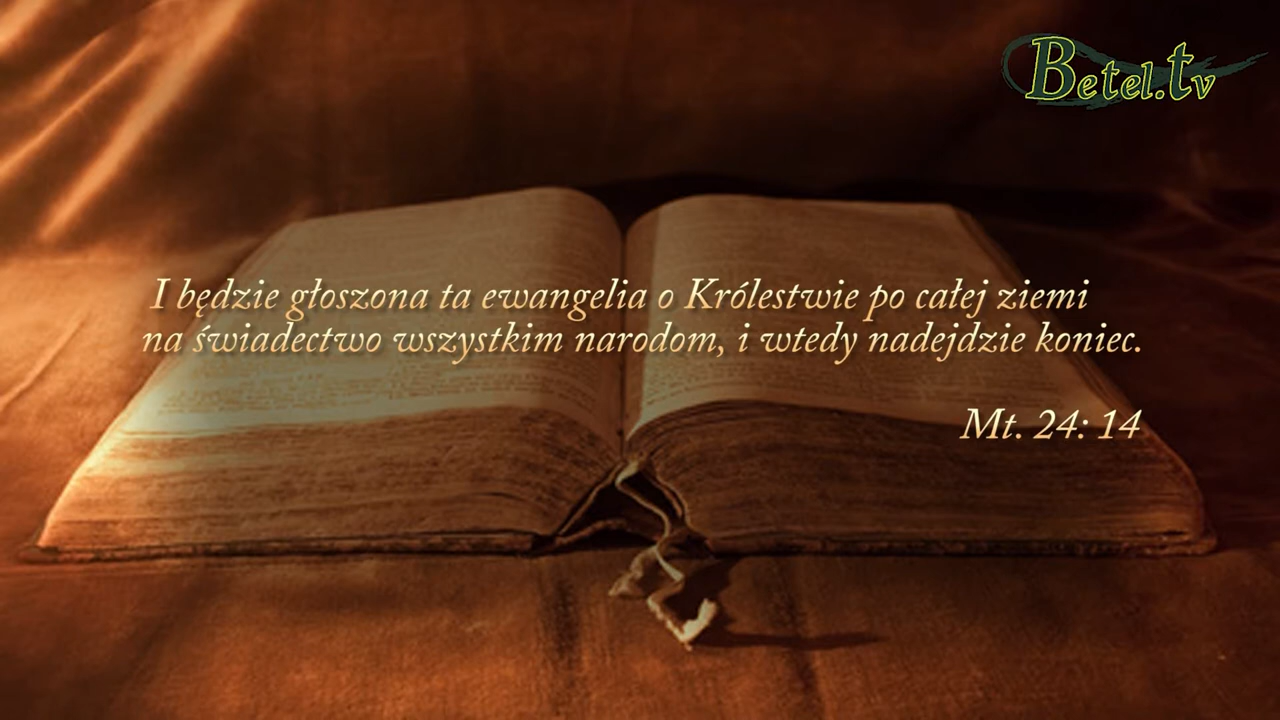 Betel.tv
I będzie głoszona ta ewangelia o Królestwie po całej ziemi
na świadectwo wszystkim narodom, i wtedy nadejdzie koniec.
Mt. 24: 14